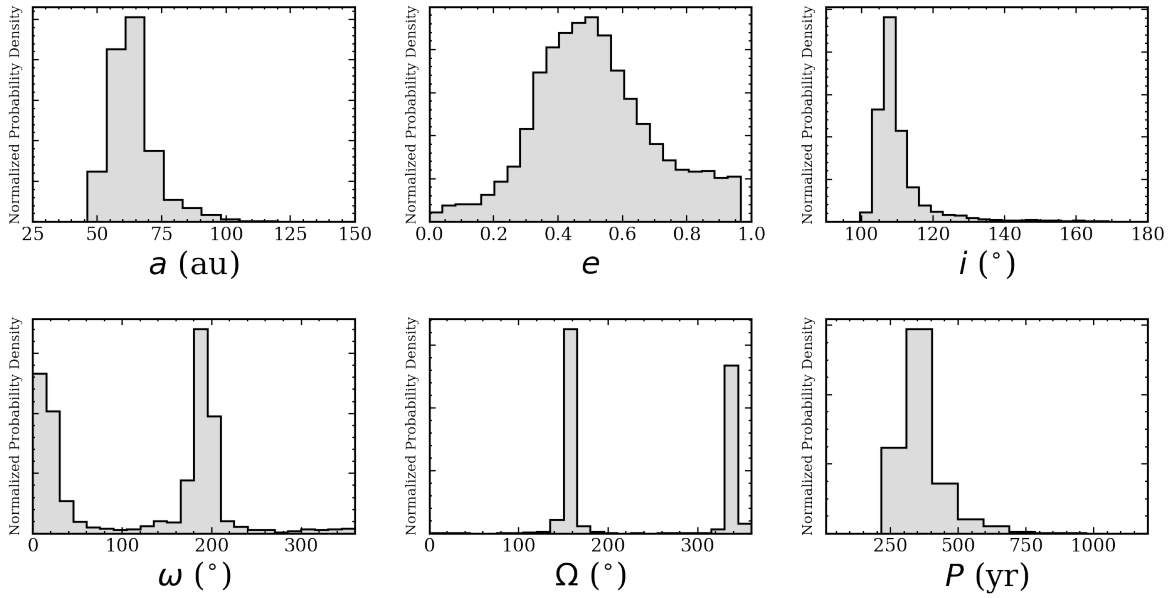 Normalized Probability Density
25 50 75 100 125 150
a (au)
Normalized Probability Density
0.0 0.2 0.4 0.6 0.8 1.0
e
Normalized Probability Density
100 120 140 160 180
i (°)
Normalized Probability Density
0 100 200 300
ω (°)
Normalized Probability Density
0 100 200 300
Ω (°)
Normalized Probability Density
250 500 750 1000
P (yr)